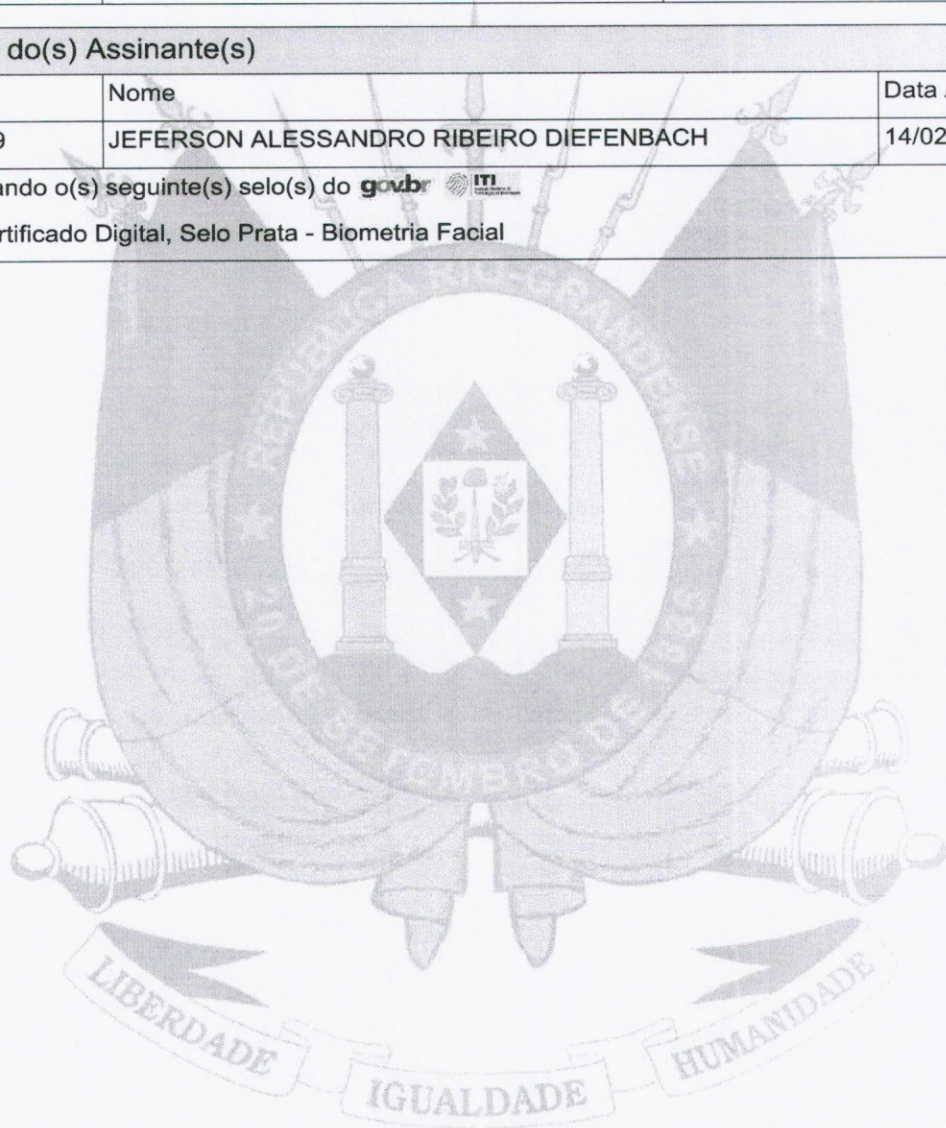 do(s) Assinante(s)
Nome
Data
9
JEFERSON ALESSANDRO RIBEIRO DIEFENBACH
14/02
ando o(s) seguinte(s) selo(s) do gov.br ITI
rtificado Digital, Selo Prata - Biometria Facial
REPUBLICA RIO-GRANDENSE
20 DE SETEMBRO DE 1835
LIBERDADE
IGUALDADE
HUMANIDADE